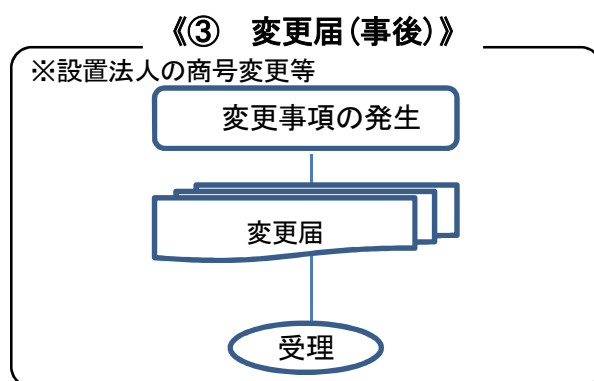 《③　変更届(事後)》
※設置法人の商号変更等
変更事項の発生
変更届
受理